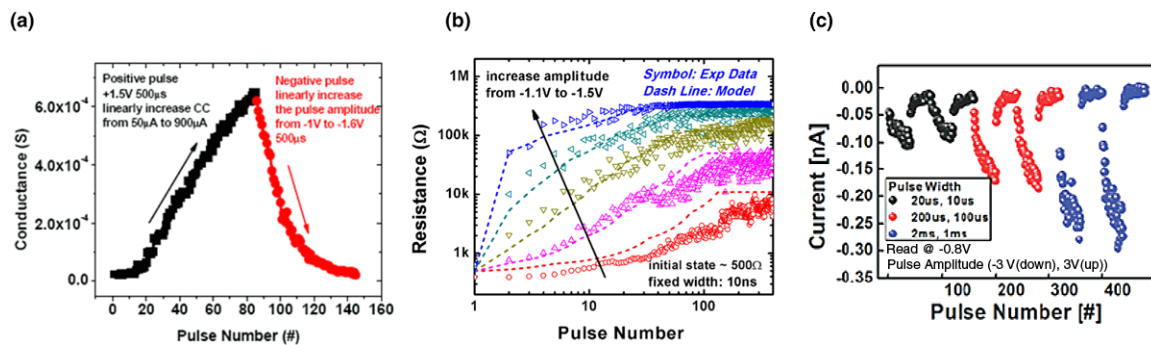 (a)
Positive pulse
+1.5V 500µs
linearly increase CC
from 50µA to 900µA
Negative pulse
linearly increase
the pulse amplitude
from -1V to -1.6V
500µs
6.0x10⁻⁴
4.0x10⁻⁴
2.0x10⁻⁴
0.0
Conductance (S)
0 20 40 60 80 100 120 140 160
Pulse Number (#)
(b)
increase amplitude
from -1.1V to -1.5V
Symbol: Exp Data
Dash Line: Model
1M
100k
10k
1k
Resistance (Ω)
initial state ~ 500Ω
fixed width: 10ns
1 10 100
Pulse Number
(c)
0.00
-0.05
-0.10
-0.15
-0.20
-0.25
-0.30
-0.35
Current [nA]
Pulse Width
20us, 10us
200us, 100us
2ms, 1ms
Read @ -0.8V
Pulse Amplitude (-3 V(down), 3V(up))
100 200 300 400
Pulse Number [#]